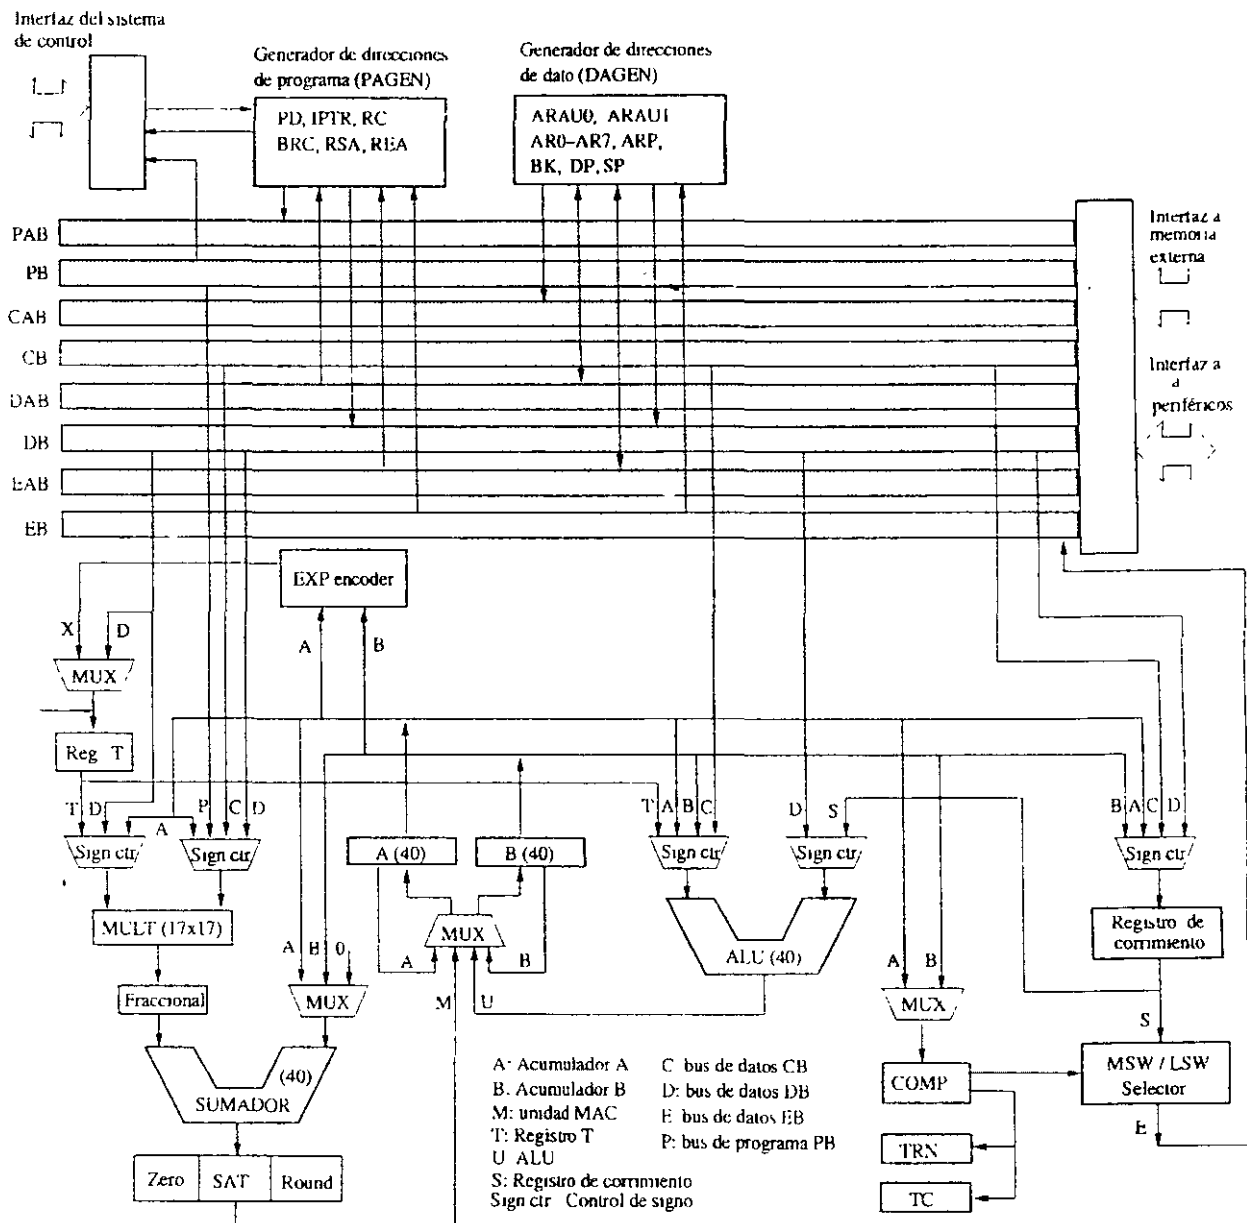 Interfaz del sistema
de control
Generador de direcciones
de programa (PAGEN)
Generador de direcciones
de dato (DAGEN)
PD, IPTR, RC
BRC, RSA, REA
ARAU0, ARAU1
AR0-AR7, ARP,
BK, DP, SP
PAB
PB
CAB
CB
DAB
DB
EAB
EB
Interfaz a
memoria
externa
Interfaz a
a
periféricos
EXP encoder
X
D
A
B
MUX
Reg T
T
D
A
P
C
D
Sign ctr
Sign ctr
A (40)
B (40)
T
A
B
C
D
S
Sign ctr
Sign ctr
B
A
C
D
Sign ctr
MULT (17x17)
A
B
0
MUX
A
B
M
U
ALU (40)
A
B
MUX
Registro de
corrimiento
Fraccional
MUX
S
(40)
SUMADOR
COMP
MSW / LSW
Selector
E
TRN
TC
Zero
SAT
Round
A: Acumulador A
B. Acumulador B
M: unidad MAC
T: Registro T
U ALU
S: Registro de corrimiento
Sign ctr Control de signo
C bus de datos CB
D: bus de datos DB
E bus de datos EB
P: bus de programa PB